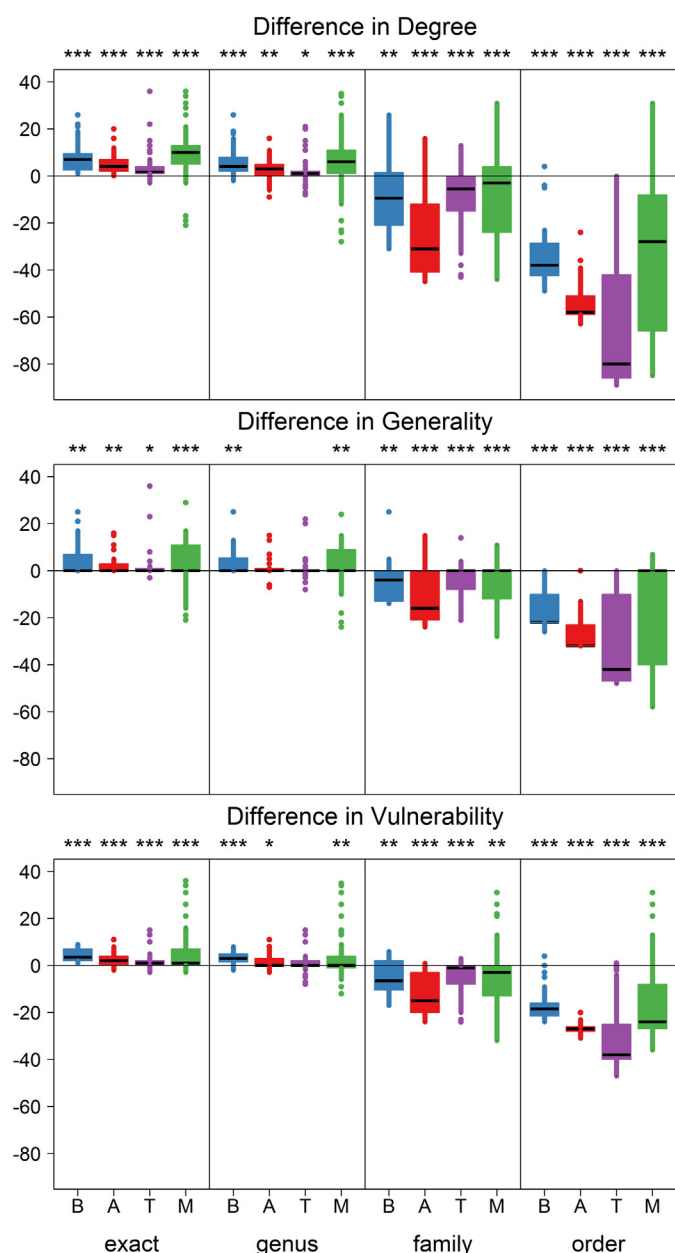 Difference in Degree
*** *** *** *** *** ** * *** ** *** *** *** *** *** *** ***
40
20
0
-20
-40
-60
-80
Difference in Generality
** ** * *** ** ** ** *** *** *** *** *** *** ***
40
20
0
-20
-40
-60
-80
Difference in Vulnerability
*** *** *** *** *** * ** ** *** *** ** *** *** *** ***
40
20
0
-20
-40
-60
-80
B A T M B A T M B A T M B A T M
exact genus family order